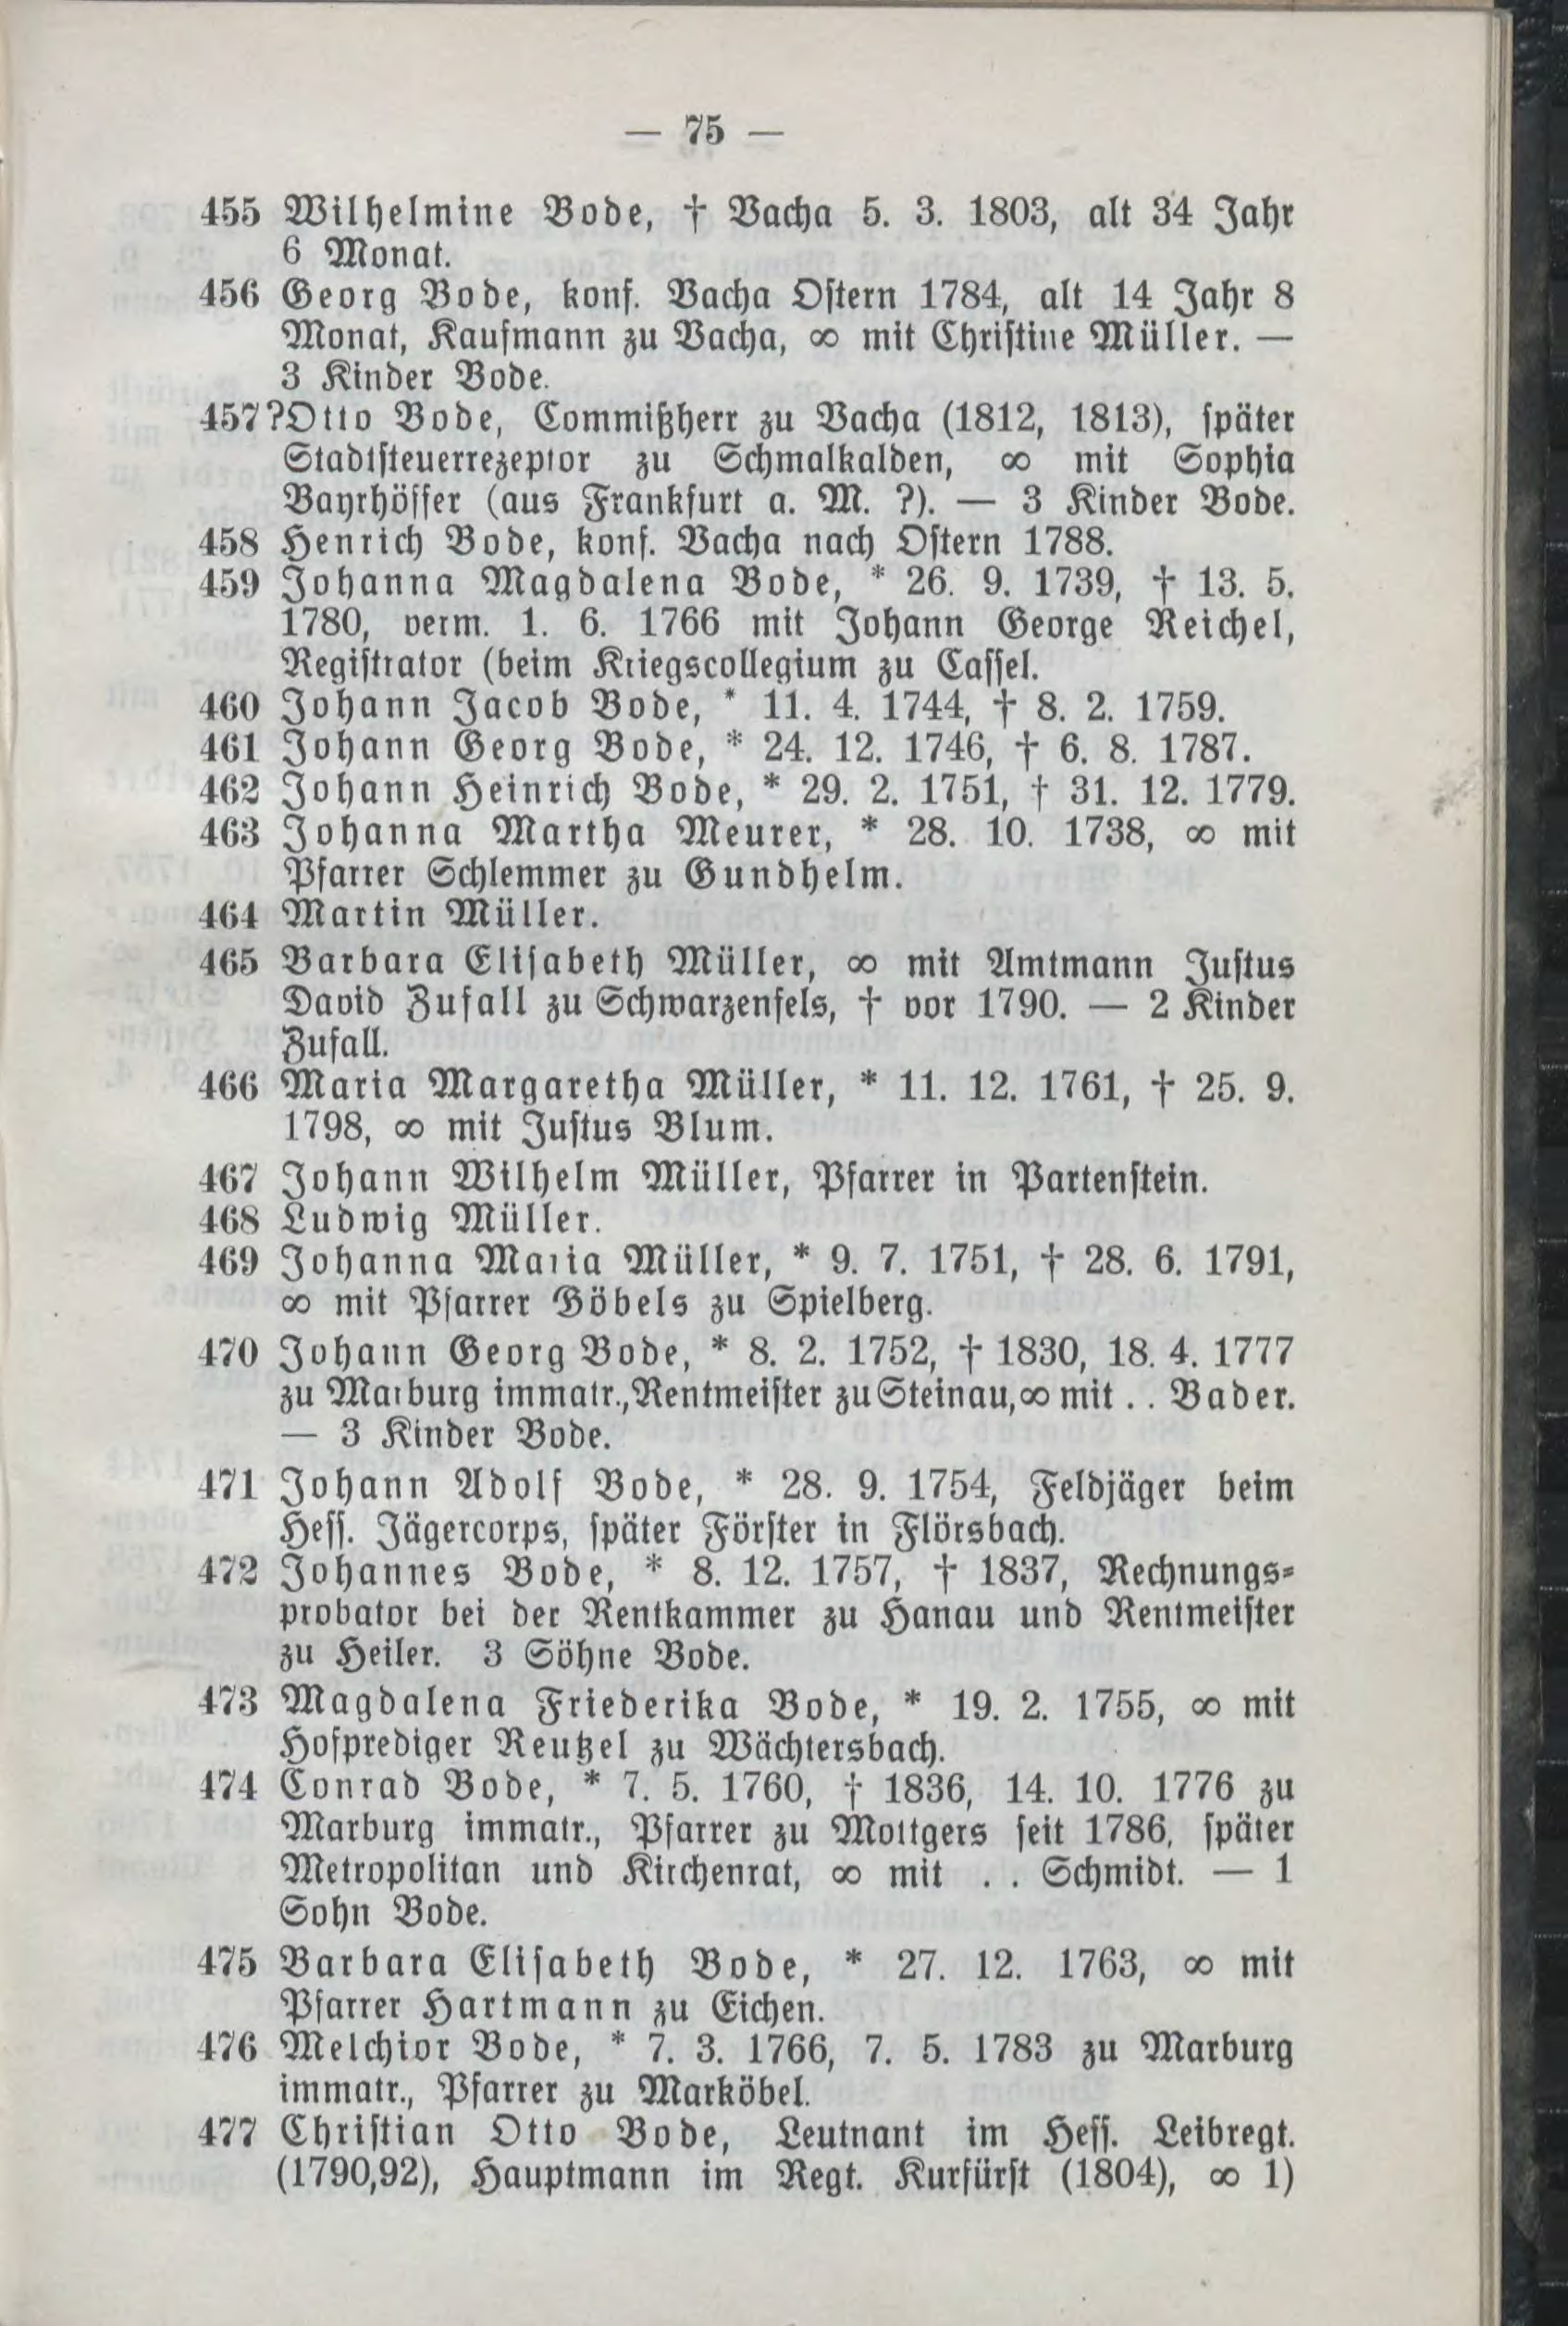 — 75 —
455 Wilhelmine Bode, † Vacha 5. 3. 1803, alt 34 Jahr
6 Monat.
456 Georg Bode, konf. Vacha Ostern 1784, alt 14 Jahr 8
Monat, Kaufmann zu Vacha, ∞ mit Christine Müller. —
3 Kinder Bode.
457?Otto Bode, Commißherr zu Vacha (1812, 1813), später
Stadtsteuerrezeptor zu Schmalkalden, ∞ mit Sophia
Bayrhöffer (aus Frankfurt a. M. ?). — 3 Kinder Bode.
458 Henrich Bode, konf. Vacha nach Ostern 1788.
459 Johanna Magdalena Bode, * 26. 9. 1739, † 13. 5.
1780, verm. 1. 6. 1766 mit Johann George Reichel,
Registrator (beim Kriegscollegium zu Cassel.
460 Johann Jacob Bode, * 11. 4. 1744, † 8. 2. 1759.
461 Johann Georg Bode, * 24. 12. 1746, † 6. 8. 1787.
462 Johann Heinrich Bode, * 29. 2. 1751, † 31. 12. 1779.
463 Johanna Martha Meurer, * 28. 10. 1738, ∞ mit
Pfarrer Schlemmer zu Gundhelm.
464 Martin Müller.
465 Barbara Elisabeth Müller, ∞ mit Amtmann Justus
David Zufall zu Schwarzenfels, † vor 1790. — 2 Kinder
Zufall.
466 Maria Margaretha Müller, * 11. 12. 1761, † 25. 9.
1798, ∞ mit Justus Blum.
467 Johann Wilhelm Müller, Pfarrer in Partenstein.
468 Ludwig Müller.
469 Johanna Maria Müller, * 9. 7. 1751, † 28. 6. 1791,
∞ mit Pfarrer Göbels zu Spielberg.
470 Johann Georg Bode, * 8. 2. 1752, † 1830, 18. 4. 1777
zu Marburg immatr., Rentmeister zu Steinau, ∞ mit . . Bader.
— 3 Kinder Bode.
471 Johann Adolf Bode, * 28. 9. 1754, Feldjäger beim
Hess. Jägercorps, später Förster in Flörsbach.
472 Johannes Bode, * 8. 12. 1757, † 1837, Rechnungs-
probator bei der Rentkammer zu Hanau und Rentmeister
zu Heiler. 3 Söhne Bode.
473 Magdalena Friederika Bode, * 19. 2. 1755, ∞ mit
Hofprediger Reutzel zu Wächtersbach.
474 Conrad Bode, * 7. 5. 1760, † 1836, 14. 10. 1776 zu
Marburg immatr., Pfarrer zu Mottgers seit 1786, später
Metropolitan und Kirchenrat, ∞ mit . . Schmidt. — 1
Sohn Bode.
475 Barbara Elisabeth Bode, * 27. 12. 1763, ∞ mit
Pfarrer Hartmann zu Eichen.
476 Melchior Bode, * 7. 3. 1766, 7. 5. 1783 zu Marburg
immatr., Pfarrer zu Marköbel.
477 Christian Otto Bode, Leutnant im Hess. Leibregt.
(1790,92), Hauptmann im Regt. Kurfürst (1804), ∞ 1)